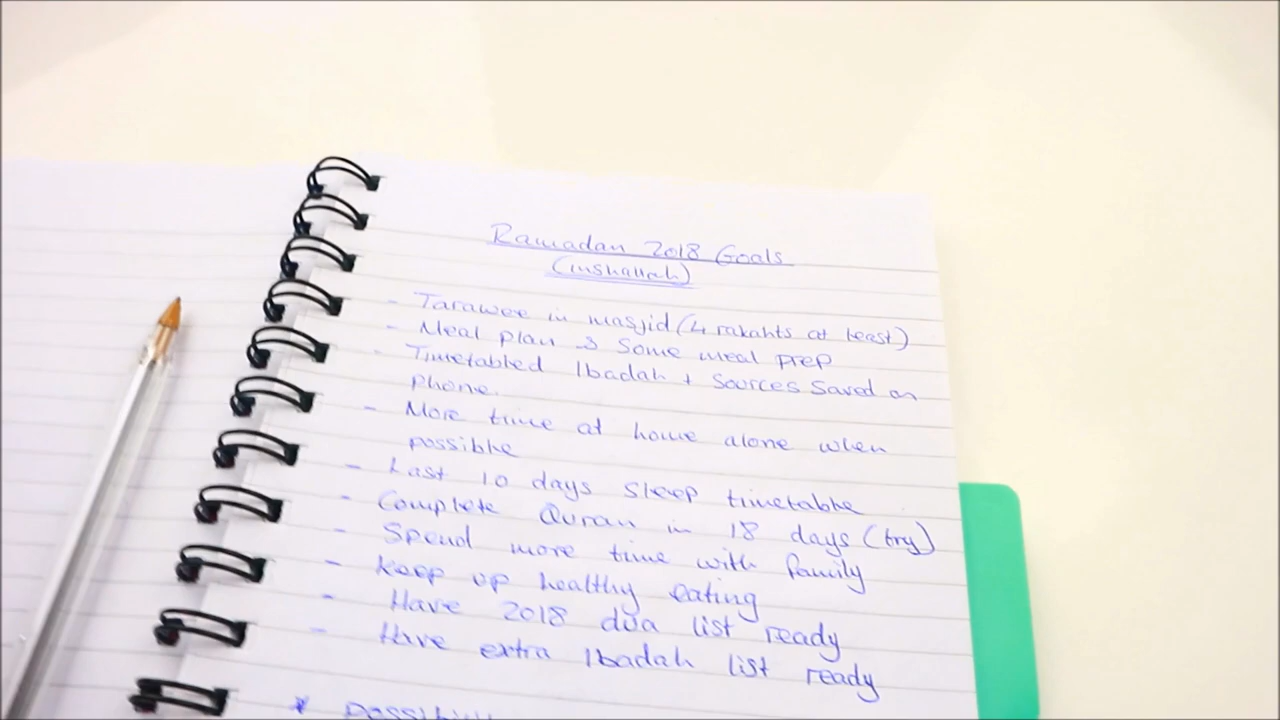 Ramadan 2018 Goals
(inshallah)
- Tarawee in masjid (4 rakahts at least)
- Meal plan & Some meal prep
- Timetabled Ibadah + sources saved on
phone.
- More time at home alone when
possible
- Last 10 days sleep timetable
- Complete Quran in 18 days (try)
- Spend more time with family
- Keep up healthy eating
- Have 2018 dua list ready
- Have extra Ibadah list ready